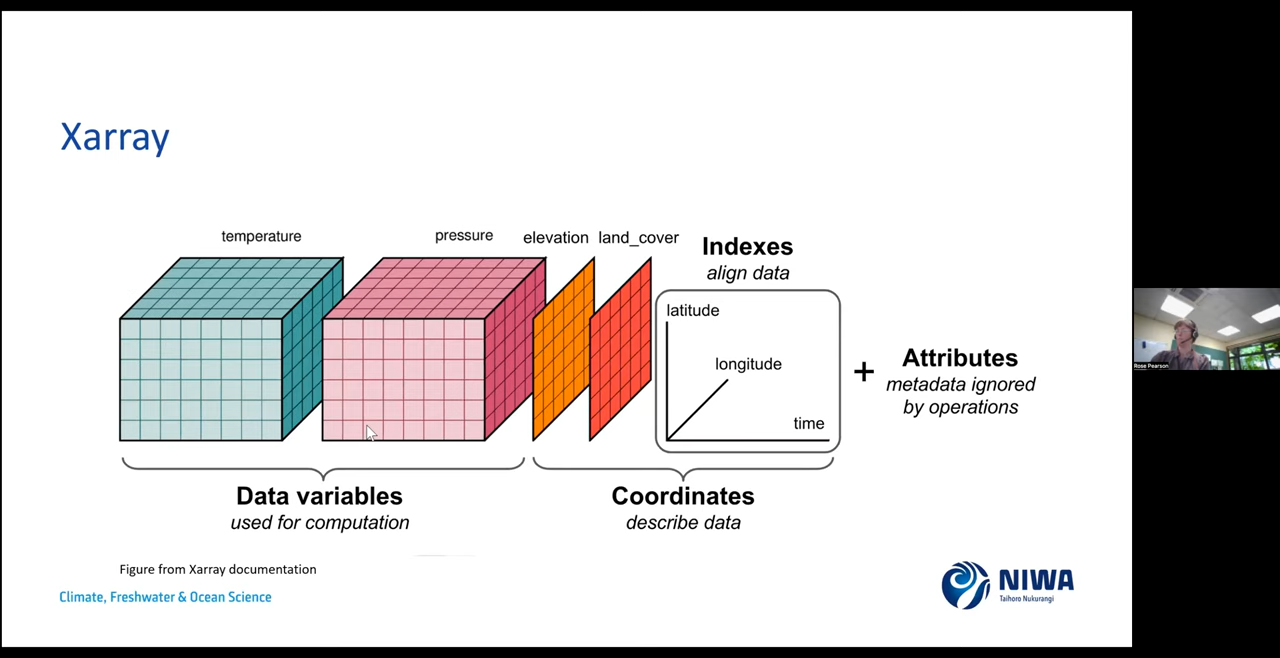 Xarray
temperature
pressure
elevation
land_cover
Indexes
align data
latitude
longitude
time
+
Attributes
metadata ignored
by operations
Data variables
used for computation
Coordinates
describe data
Figure from Xarray documentation
Climate, Freshwater & Ocean Science
NIWA
Taihoro Nukurangi
Rose Pearson